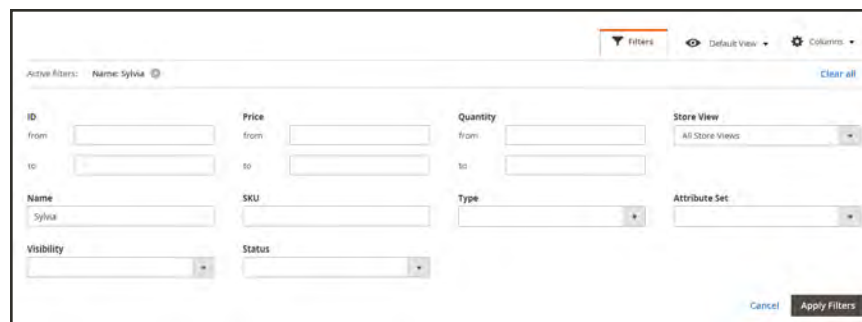 Filters Default View Columns
Active filters: Name: Sylvia Clear all
ID Price Quantity Store View
from from from All Store Views
to to to
Name SKU Type Attribute Set
Sylvia
Visibility Status
Cancel Apply Filters